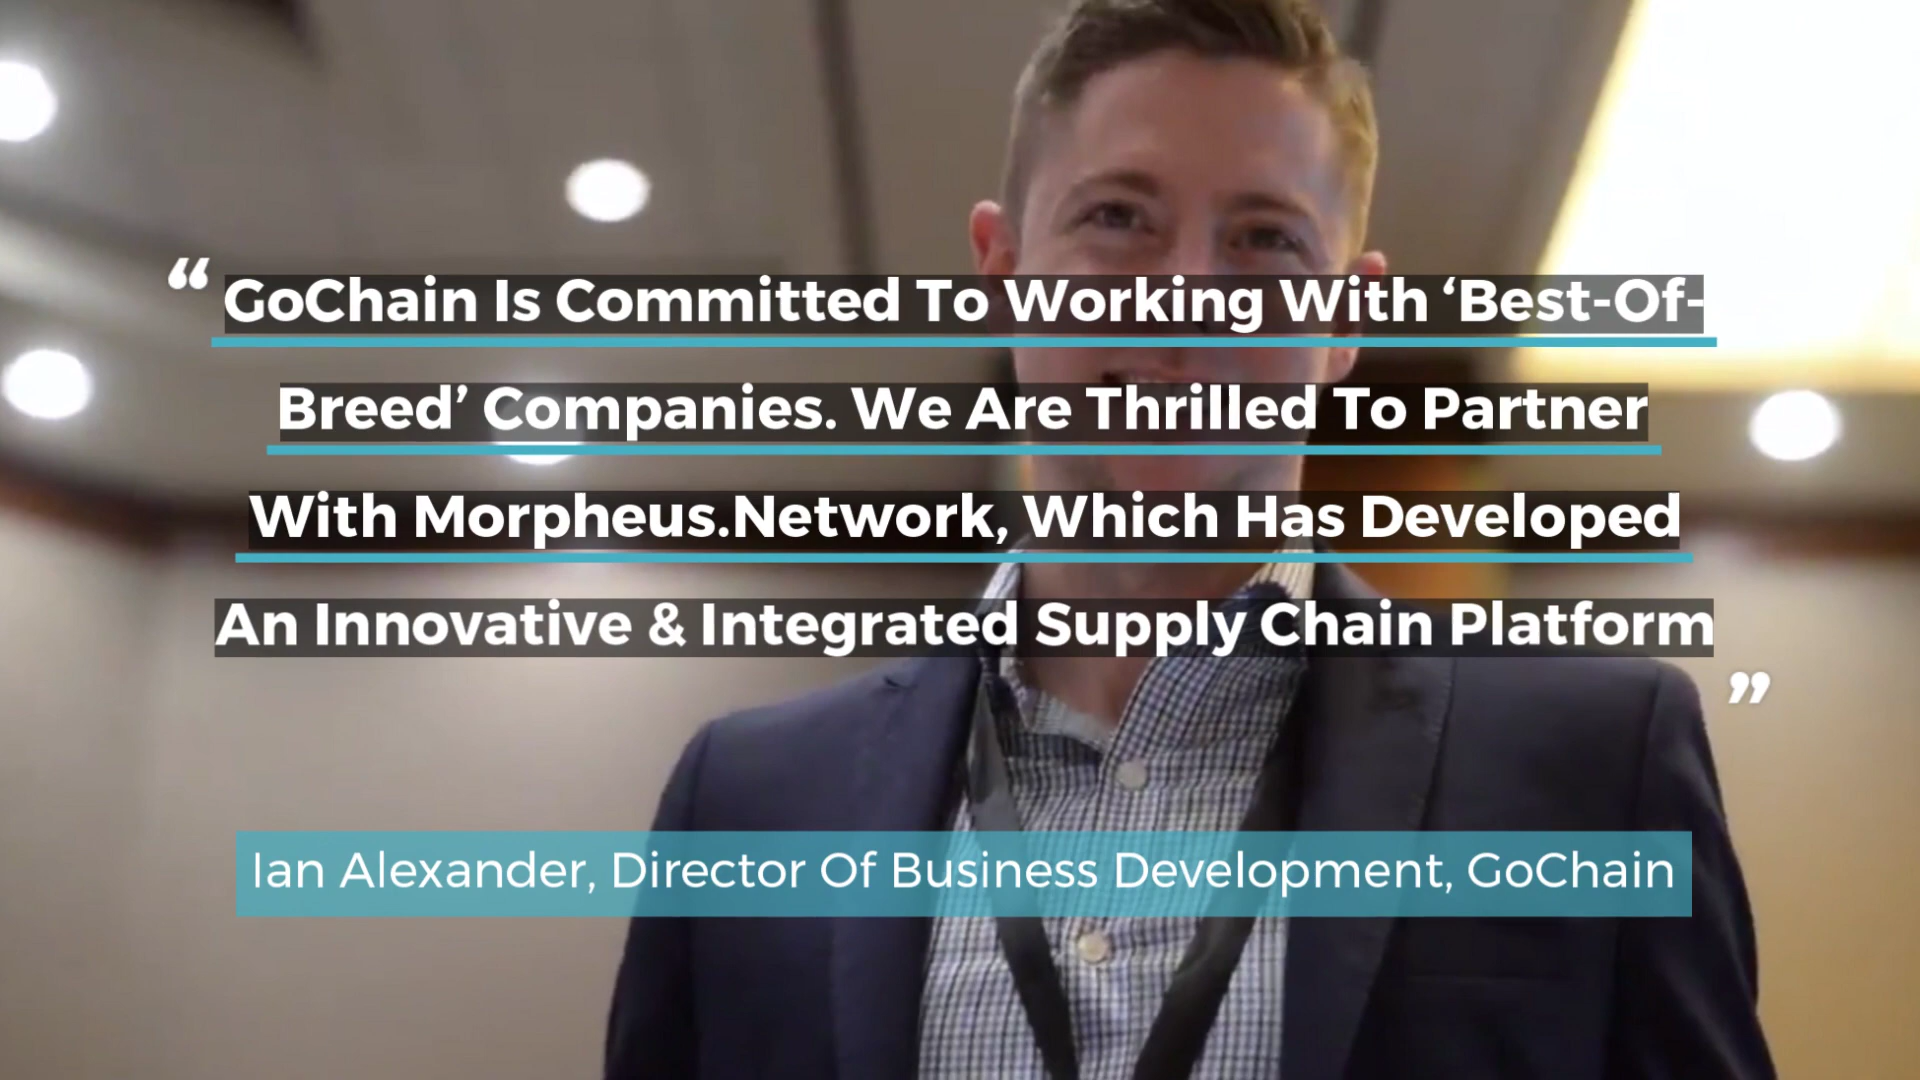 “ GoChain Is Committed To Working With ‘Best-Of-
Breed’ Companies. We Are Thrilled To Partner
With Morpheus.Network, Which Has Developed
An Innovative & Integrated Supply Chain Platform
”
Ian Alexander, Director Of Business Development, GoChain